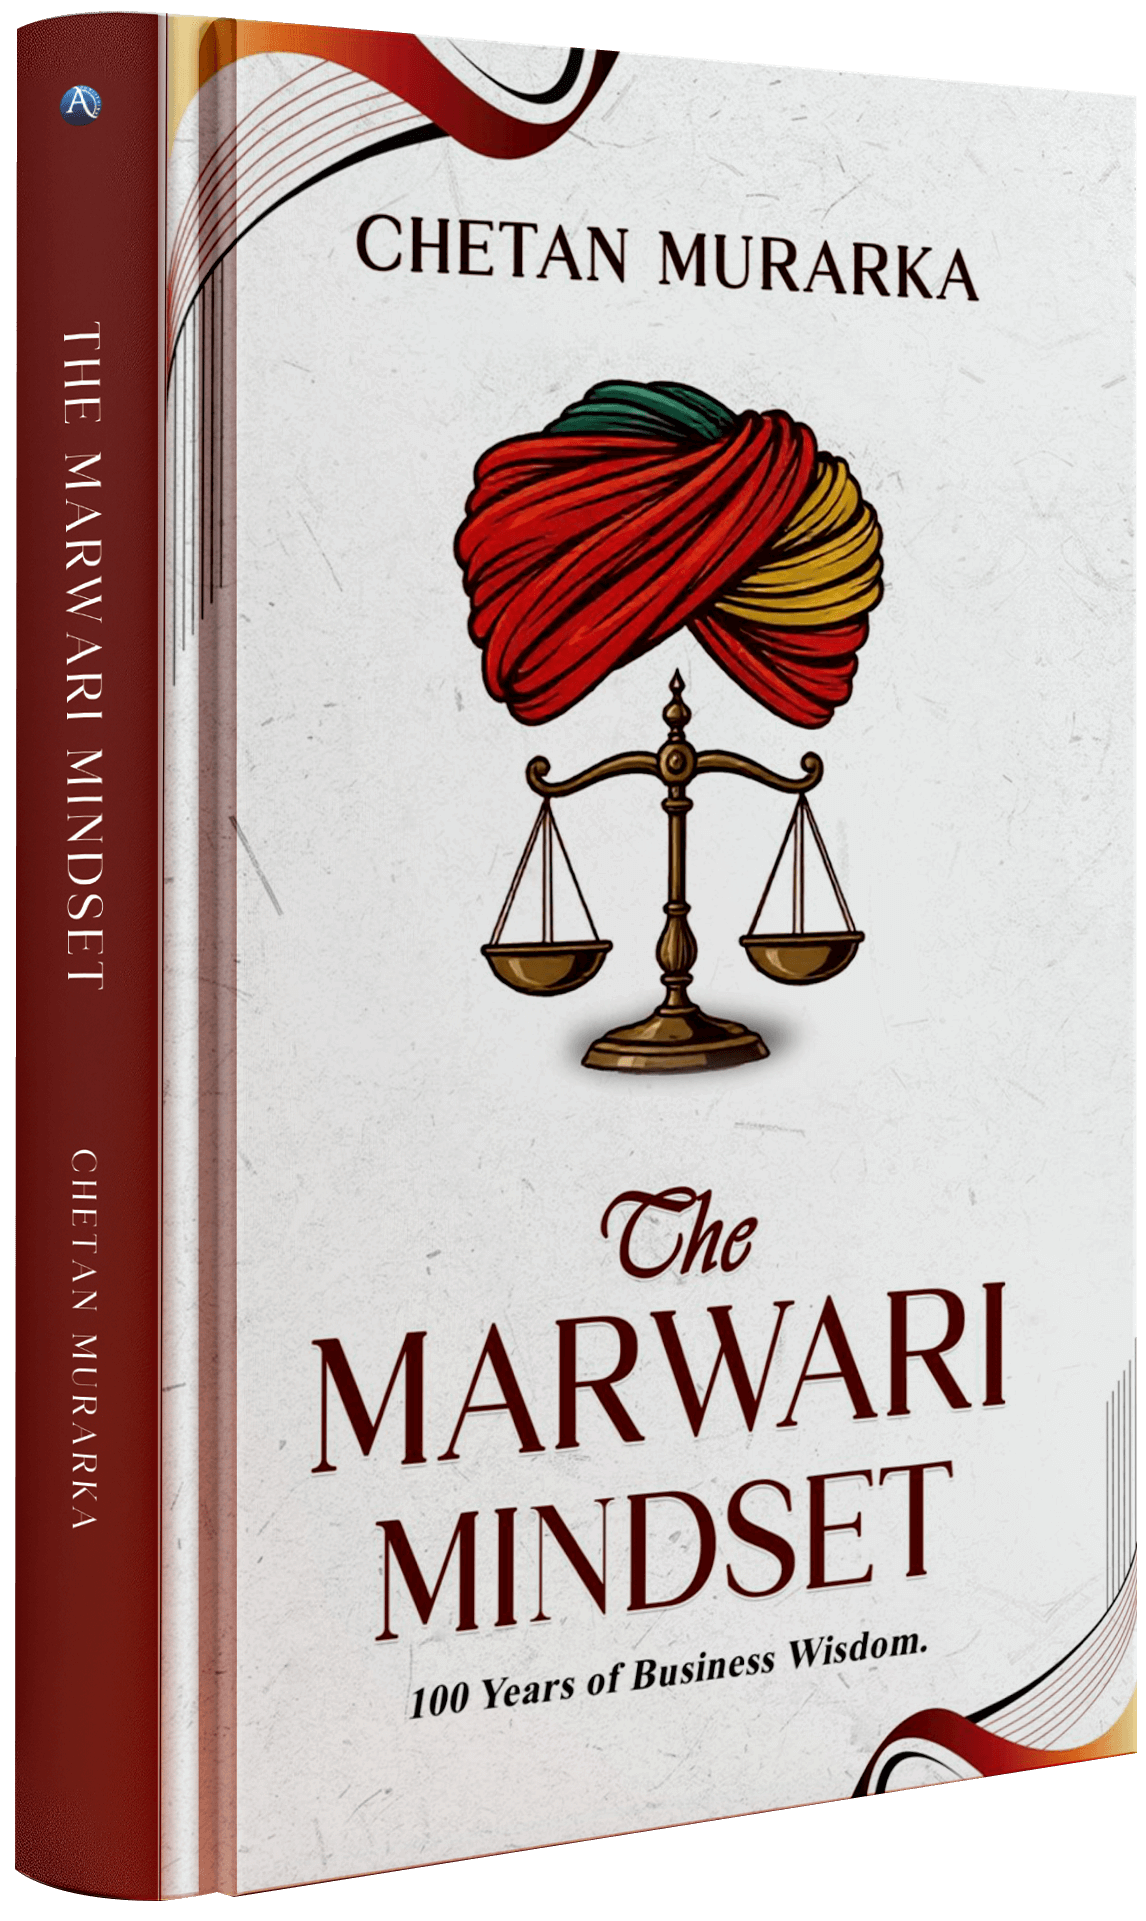 THE MARWARI MINDSET
CHETAN MURARKA
CHETAN MURARKA
The
MARWARI
MINDSET
100 Years of Business Wisdom.